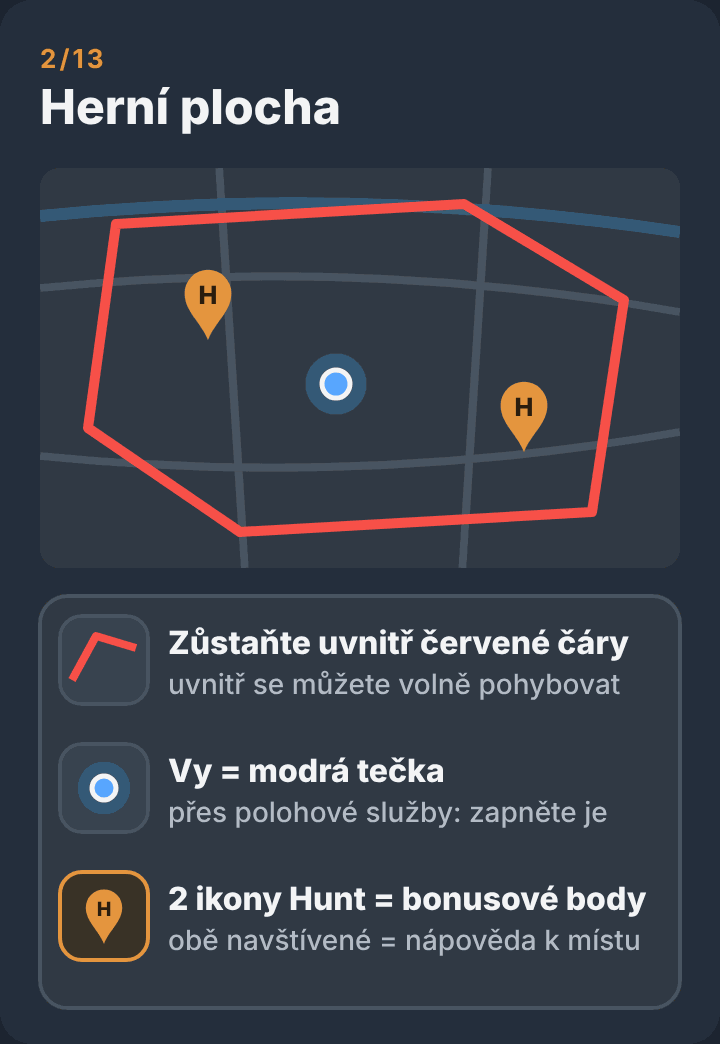 2/13
Herní plocha
H
H
Zůstaňte uvnitř červené čáry
uvnitř se můžete volně pohybovat
Vy = modrá tečka
přes polohové služby: zapněte je
H
2 ikony Hunt = bonusové body
obě navštívené = nápověda k místu